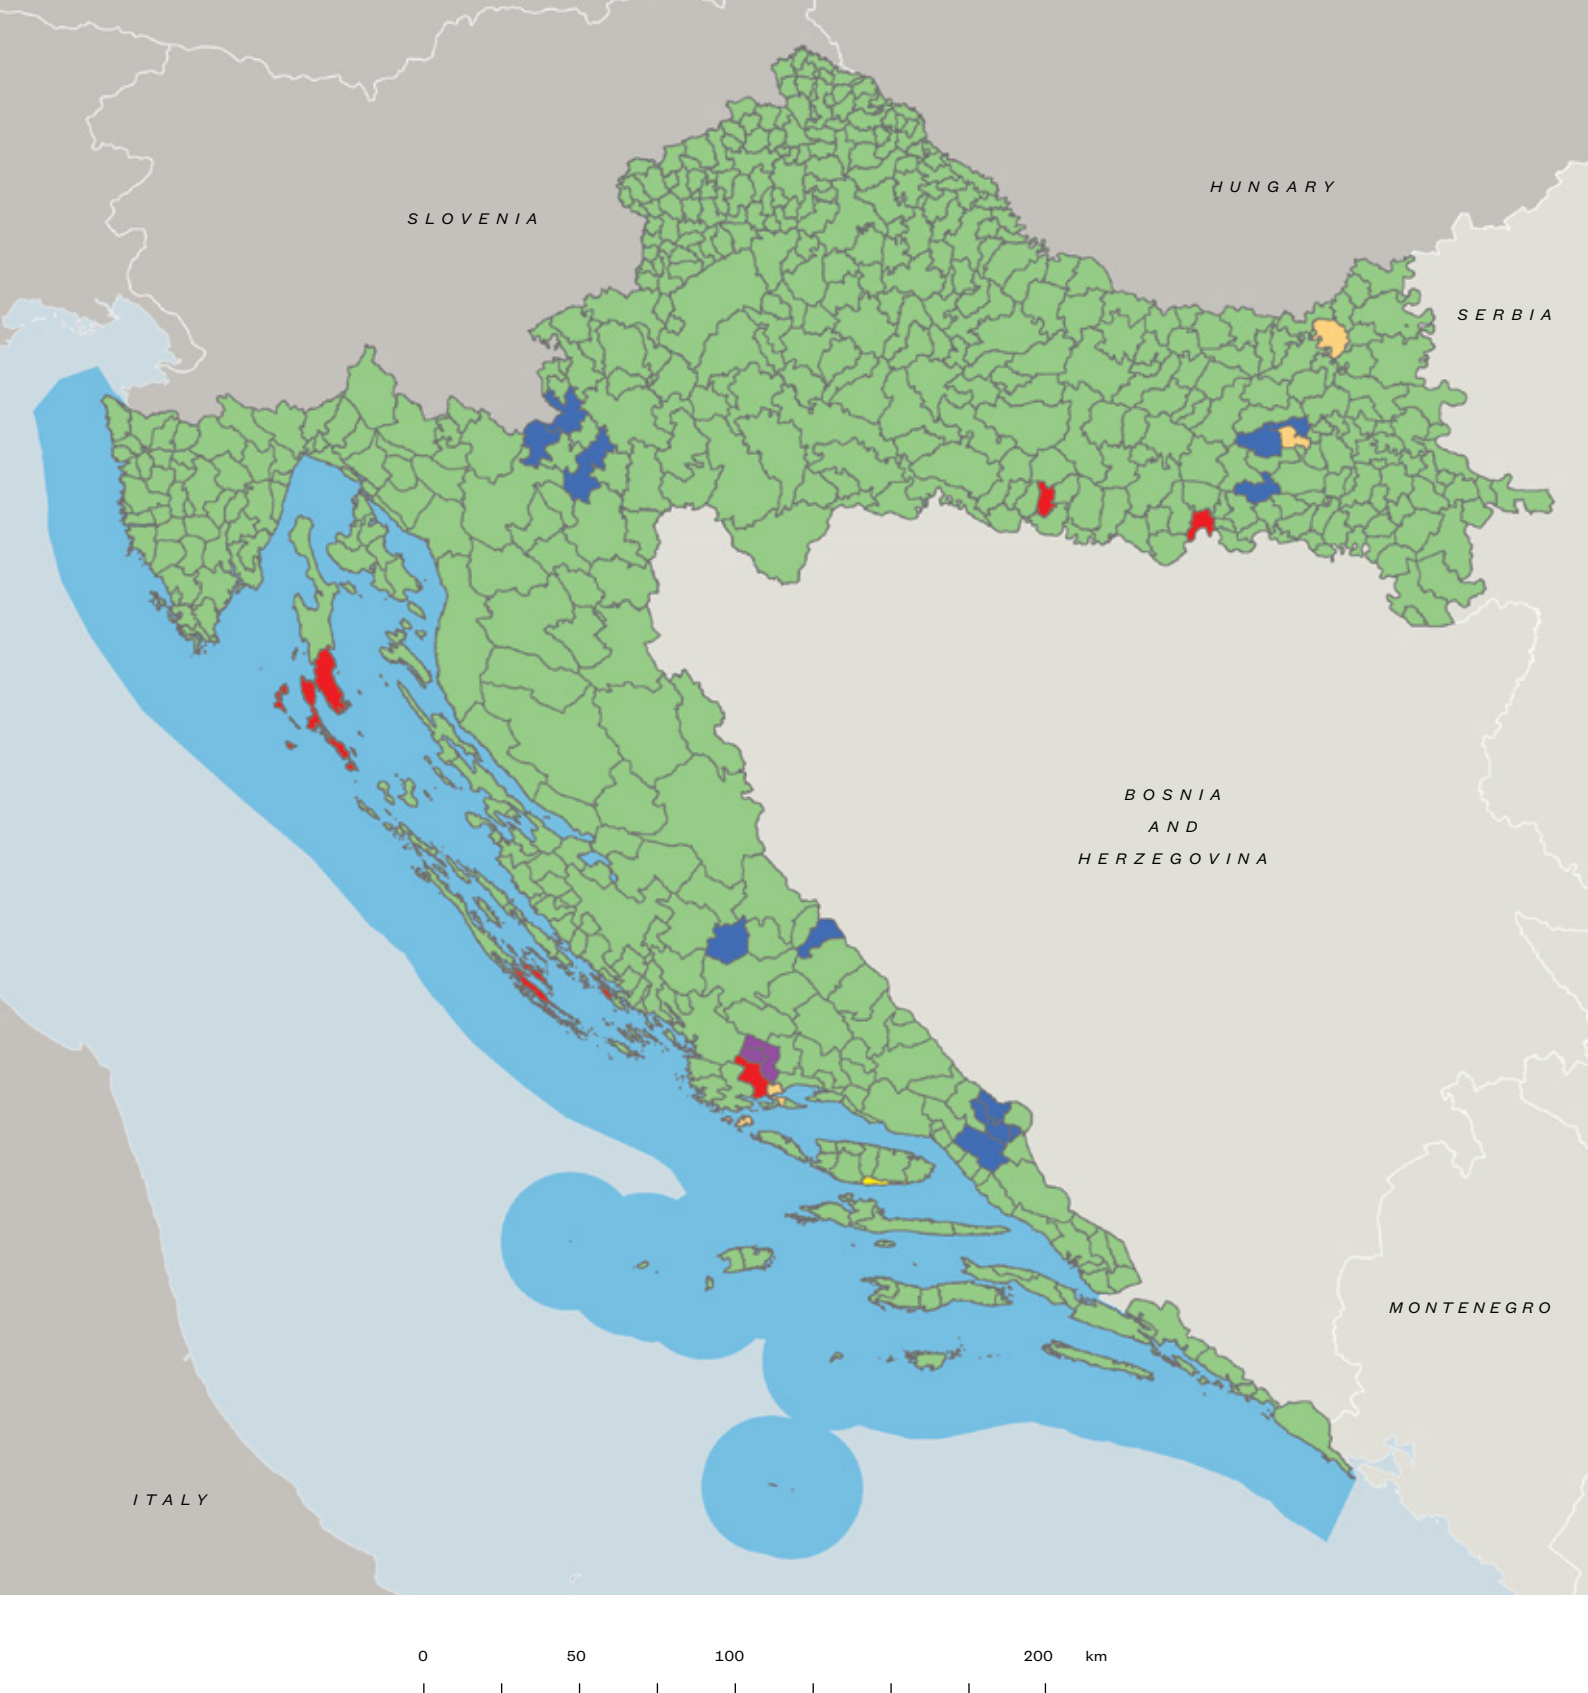 HUNGARY
SLOVENIA
SERBIA
BOSNIA
AND
HERZEGOVINA
MONTENEGRO
ITALY
0 50 100 200 km